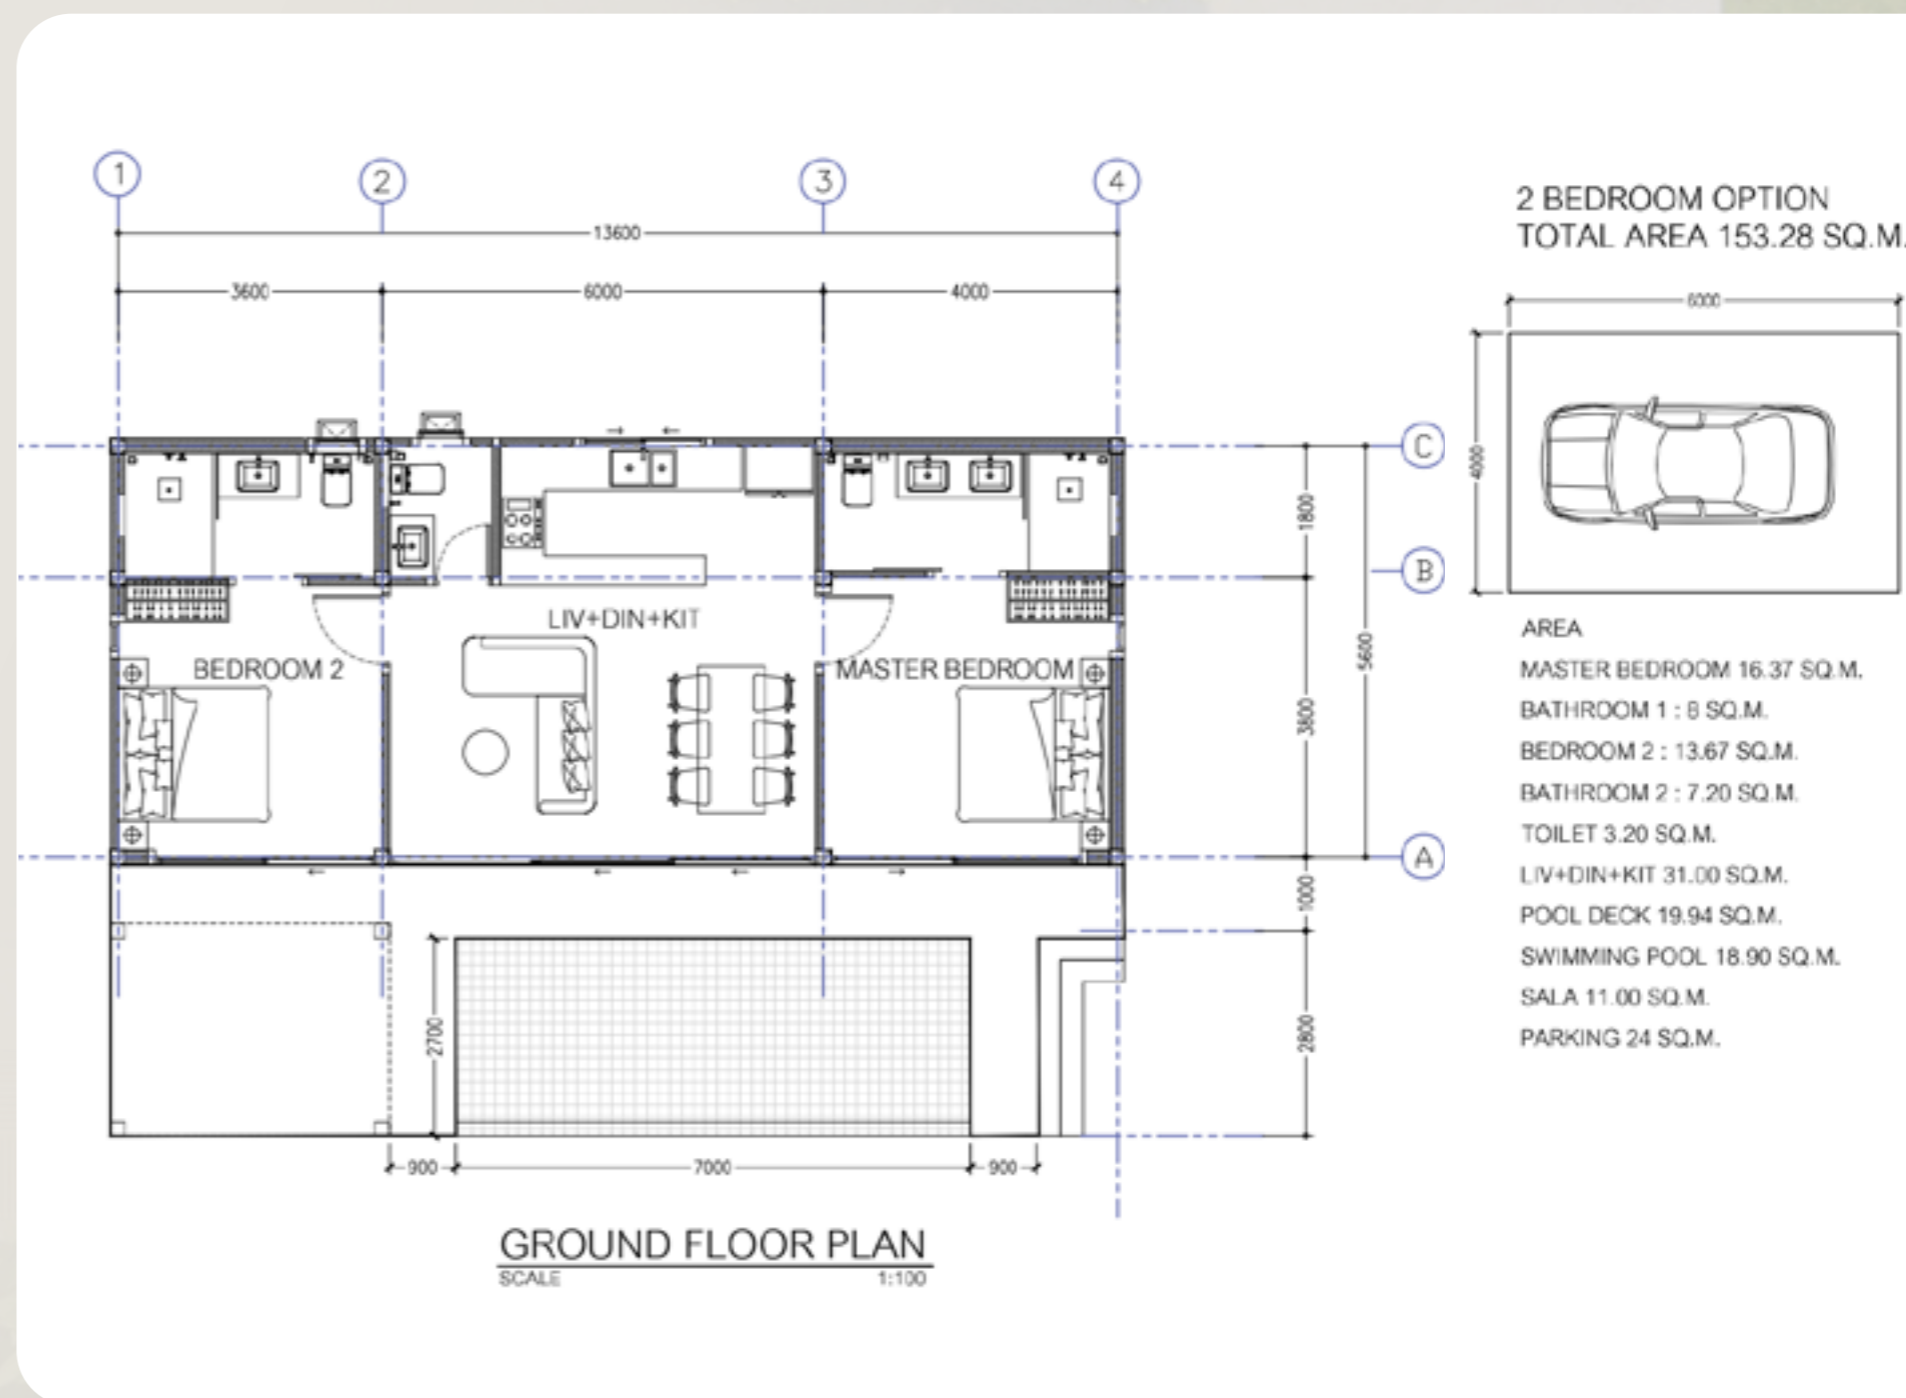 1
2
3
4
13600
3600
6000
4000
C
B
A
1800
3800
5600
1000
2800
LIV+DIN+KIT
BEDROOM 2
MASTER BEDROOM
2700
900
7000
900
GROUND FLOOR PLAN
SCALE 1:100
2 BEDROOM OPTION
TOTAL AREA 153.28 SQ.M.
6000
4000
AREA
MASTER BEDROOM 16.37 SQ.M.
BATHROOM 1 : 8 SQ.M.
BEDROOM 2 : 13.67 SQ.M.
BATHROOM 2 : 7.20 SQ.M.
TOILET 3.20 SQ.M.
LIV+DIN+KIT 31.00 SQ.M.
POOL DECK 19.94 SQ.M.
SWIMMING POOL 18.90 SQ.M.
SALA 11.00 SQ.M.
PARKING 24 SQ.M.